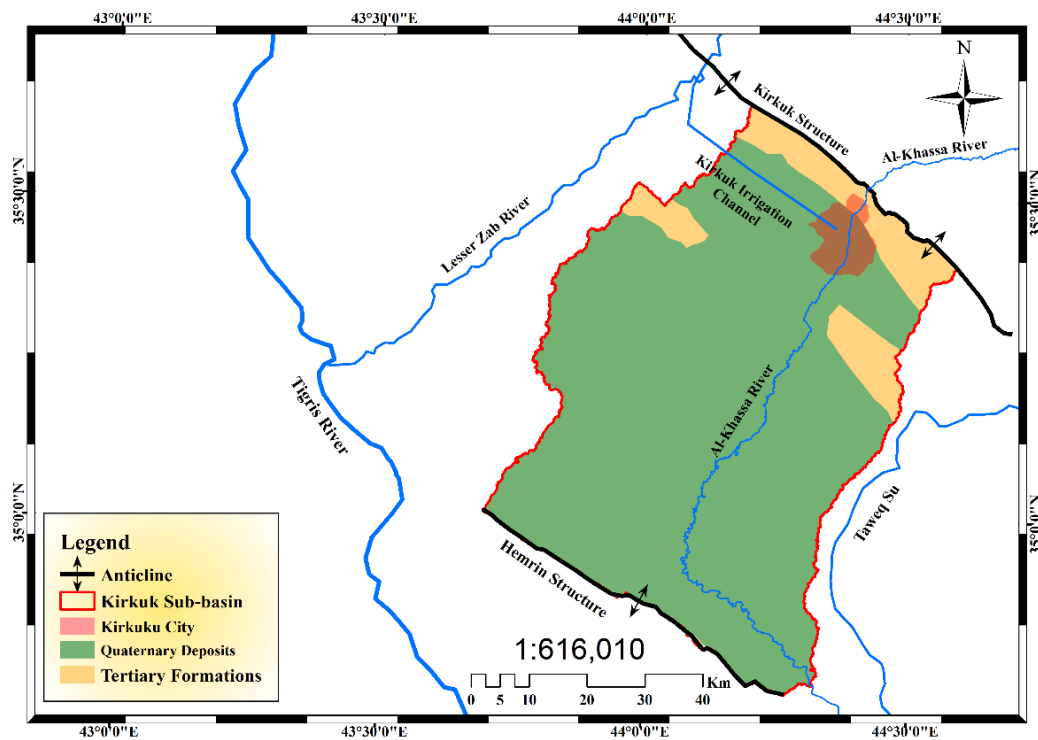 43°0'0"E 43°30'0"E 44°0'0"E 44°30'0"E
N
Kirkuk Structure
Al-Khassa River
35°30'0"N
35°30'0"N
Kirkuk Irrigation
Channel
Lesser Zab River
Tigris River
Al-Khassa River
Taweq Su
35°0'0"N
35°0'0"N
Hemrin Structure
Legend
Anticline
Kirkuk Sub-basin
Kirkuku City
Quaternary Deposits
Tertiary Formations
1:616,010
Km
0 5 10 20 30 40
43°0'0"E 43°30'0"E 44°0'0"E 44°30'0"E